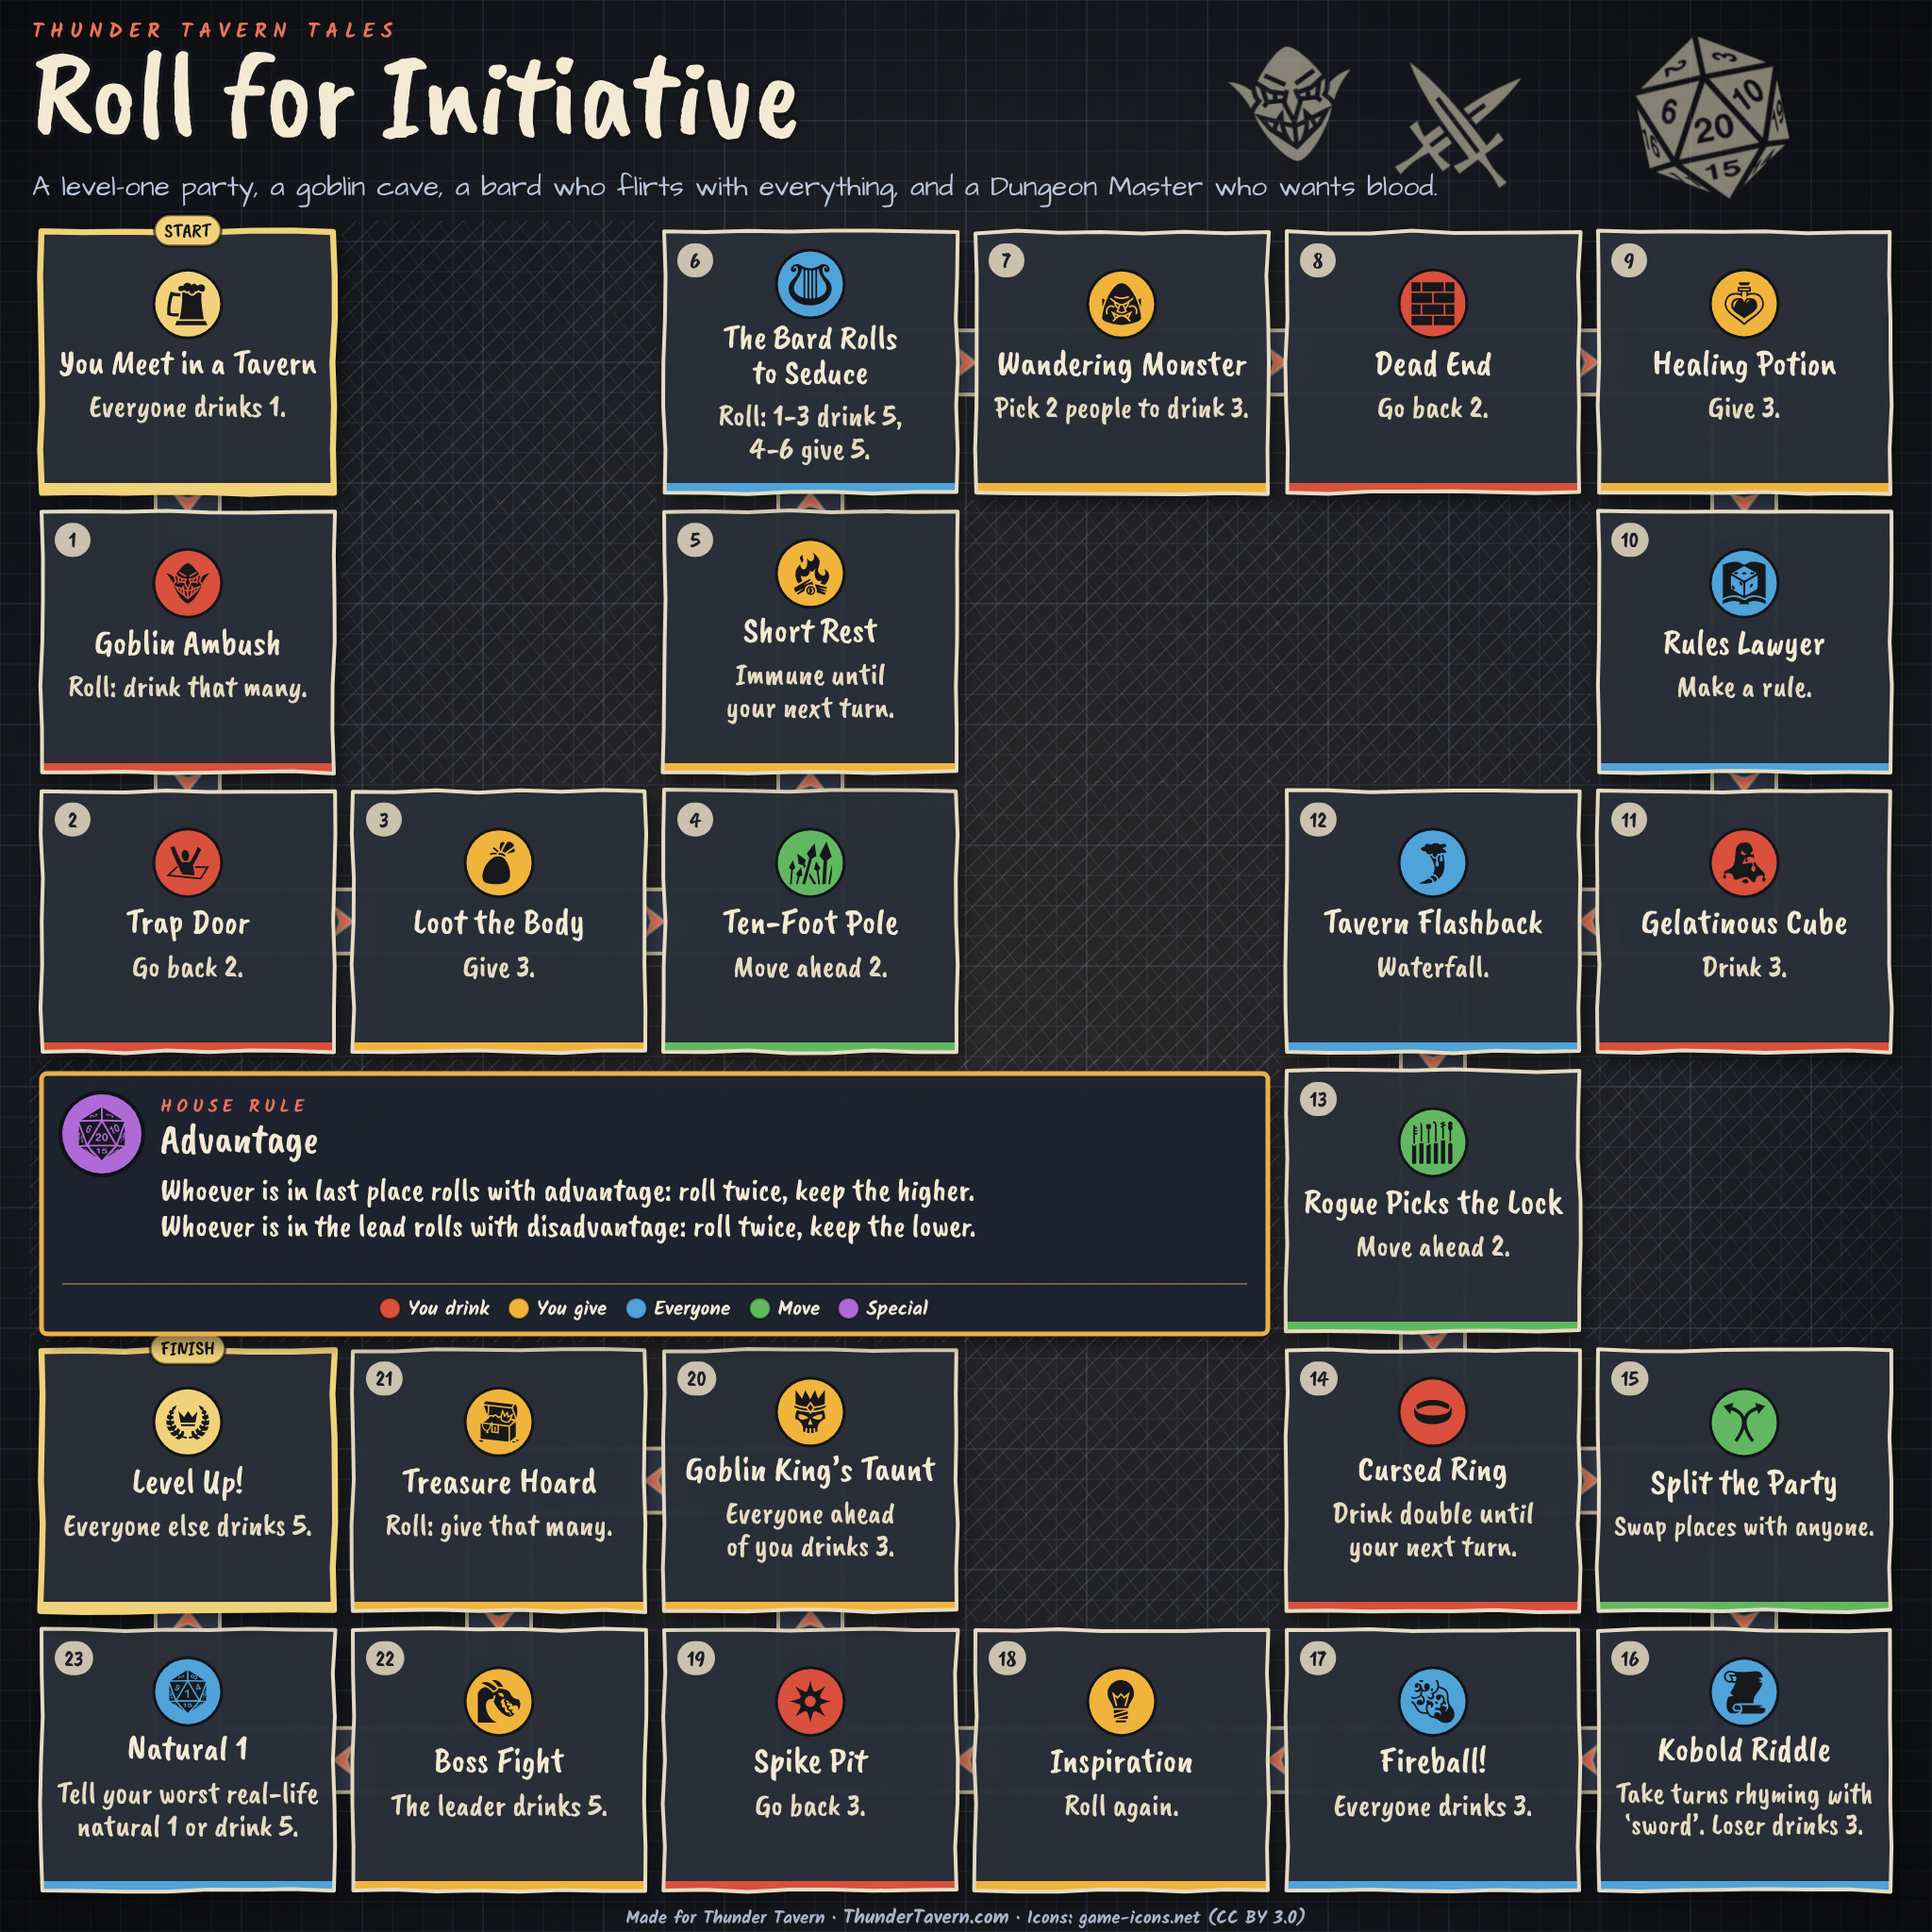 THUNDER TAVERN TALES
Roll for Initiative
A level-one party, a goblin cave, a bard who flirts with everything, and a Dungeon Master who wants blood.
2 3 6 10 20 19 16 15
START
You Meet in a Tavern
Everyone drinks 1.
6
The Bard Rolls
to Seduce
Roll: 1-3 drink 5,
4-6 give 5.
7
Wandering Monster
Pick 2 people to drink 3.
8
Dead End
Go back 2.
9
Healing Potion
Give 3.
1
Goblin Ambush
Roll: drink that many.
5
Short Rest
Immune until
your next turn.
10
Rules Lawyer
Make a rule.
2
Trap Door
Go back 2.
3
Loot the Body
Give 3.
4
Ten-Foot Pole
Move ahead 2.
12
Tavern Flashback
Waterfall.
11
Gelatinous Cube
Drink 3.
HOUSE RULE
Advantage
Whoever is in last place rolls with advantage: roll twice, keep the higher.
Whoever is in the lead rolls with disadvantage: roll twice, keep the lower.
You drink You give Everyone Move Special
13
Rogue Picks the Lock
Move ahead 2.
FINISH
Level Up!
Everyone else drinks 5.
21
Treasure Hoard
Roll: give that many.
20
Goblin King's Taunt
Everyone ahead
of you drinks 3.
14
Cursed Ring
Drink double until
your next turn.
15
Split the Party
Swap places with anyone.
23
Natural 1
Tell your worst real-life
natural 1 or drink 5.
22
Boss Fight
The leader drinks 5.
19
Spike Pit
Go back 3.
18
Inspiration
Roll again.
17
Fireball!
Everyone drinks 3.
16
Kobold Riddle
Take turns rhyming with
'sword'. Loser drinks 3.
Made for Thunder Tavern · ThunderTavern.com · Icons: game-icons.net (CC BY 3.0)